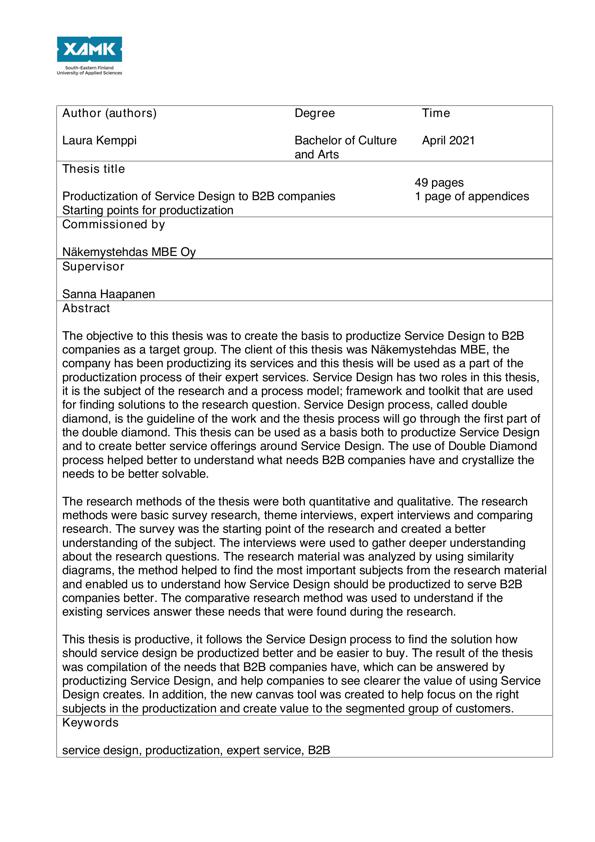 XAMK
South-Eastern Finland
University of Applied Sciences
Author (authors) Degree Time
Laura Kemppi Bachelor of Culture and Arts April 2021
Thesis title
49 pages
Productization of Service Design to B2B companies 1 page of appendices
Starting points for productization
Commissioned by
Näkemystehdas MBE Oy
Supervisor
Sanna Haapanen
Abstract
The objective to this thesis was to create the basis to productize Service Design to B2B
companies as a target group. The client of this thesis was Näkemystehdas MBE, the
company has been productizing its services and this thesis will be used as a part of the
productization process of their expert services. Service Design has two roles in this thesis,
it is the subject of the research and a process model; framework and toolkit that are used
for finding solutions to the research question. Service Design process, called double
diamond, is the guideline of the work and the thesis process will go through the first part of
the double diamond. This thesis can be used as a basis both to productize Service Design
and to create better service offerings around Service Design. The use of Double Diamond
process helped better to understand what needs B2B companies have and crystallize the
needs to be better solvable.
The research methods of the thesis were both quantitative and qualitative. The research
methods were basic survey research, theme interviews, expert interviews and comparing
research. The survey was the starting point of the research and created a better
understanding of the subject. The interviews were used to gather deeper understanding
about the research questions. The research material was analyzed by using similarity
diagrams, the method helped to find the most important subjects from the research material
and enabled us to understand how Service Design should be productized to serve B2B
companies better. The comparative research method was used to understand if the
existing services answer these needs that were found during the research.
This thesis is productive, it follows the Service Design process to find the solution how
should service design be productized better and be easier to buy. The result of the thesis
was compilation of the needs that B2B companies have, which can be answered by
productizing Service Design, and help companies to see clearer the value of using Service
Design creates. In addition, the new canvas tool was created to help focus on the right
subjects in the productization and create value to the segmented group of customers.
Keywords
service design, productization, expert service, B2B